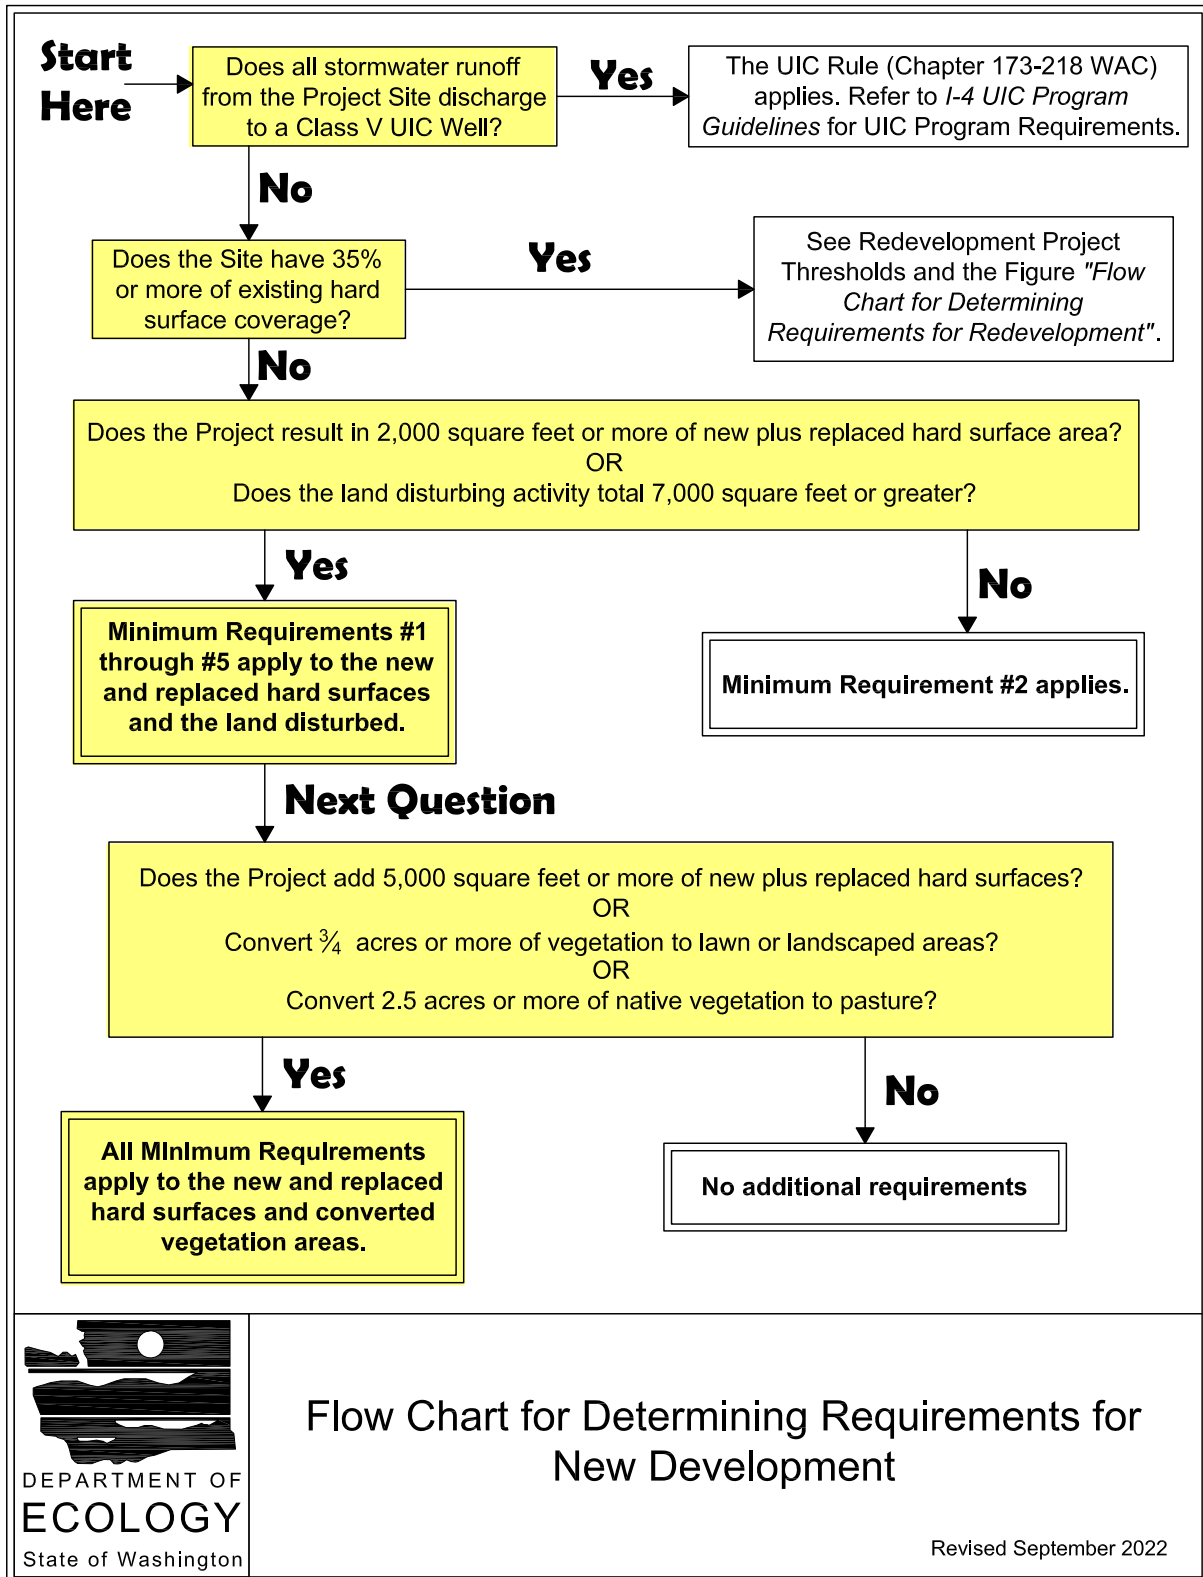 Start
Here
Does all stormwater runoff
from the Project Site discharge
to a Class V UIC Well?
Yes
The UIC Rule (Chapter 173-218 WAC)
applies. Refer to I-4 UIC Program
Guidelines for UIC Program Requirements.
No
Does the Site have 35%
or more of existing hard
surface coverage?
Yes
See Redevelopment Project
Thresholds and the Figure "Flow
Chart for Determining
Requirements for Redevelopment".
No
Does the Project result in 2,000 square feet or more of new plus replaced hard surface area?
OR
Does the land disturbing activity total 7,000 square feet or greater?
Yes
No
Minimum Requirements #1
through #5 apply to the new
and replaced hard surfaces
and the land disturbed.
Minimum Requirement #2 applies.
Next Question
Does the Project add 5,000 square feet or more of new plus replaced hard surfaces?
OR
Convert ¾ acres or more of vegetation to lawn or landscaped areas?
OR
Convert 2.5 acres or more of native vegetation to pasture?
Yes
No
All MInImum RequIrements
apply to the new and replaced
hard surfaces and converted
vegetation areas.
No additional requirements
DEPARTMENT OF
ECOLOGY
State of Washington
Flow Chart for Determining Requirements for
New Development
Revised September 2022